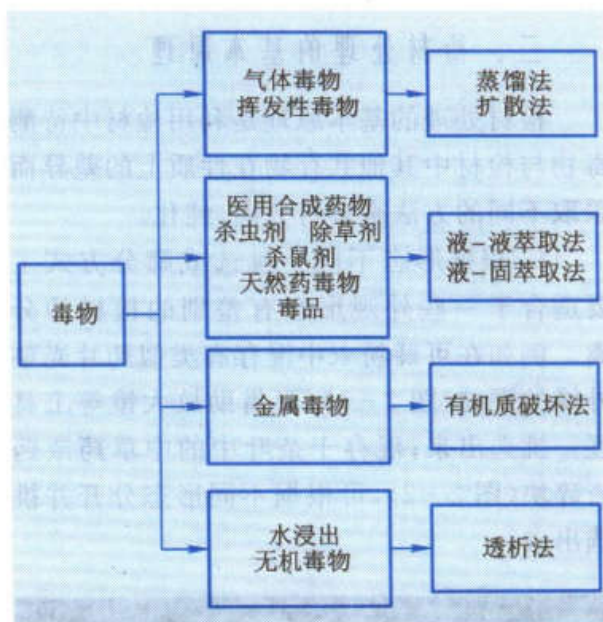 毒物
气体毒物
挥发性毒物
蒸馏法
扩散法
医用合成药物
杀虫剂 除草剂
杀鼠剂
天然药毒物
毒品
液-液萃取法
液-固萃取法
金属毒物
有机质破坏法
水浸出
无机毒物
透析法